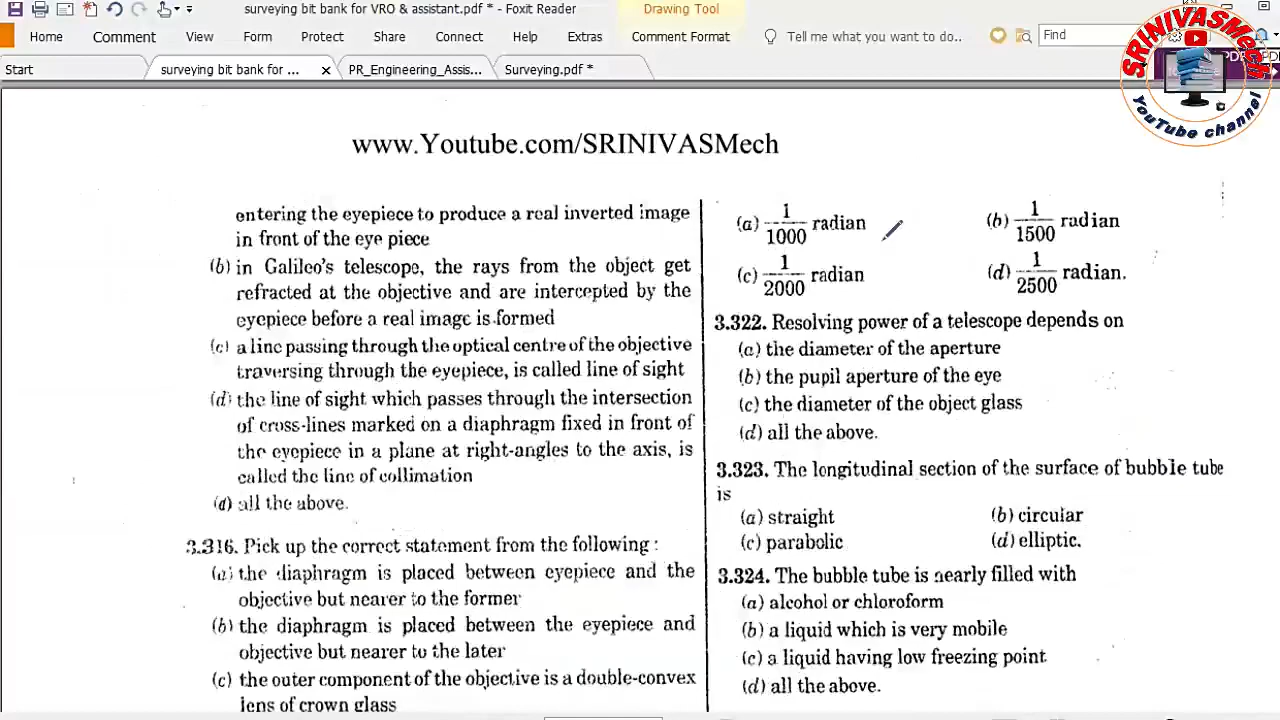 surveying bit bank for VRO & assistant.pdf * - Foxit Reader
Drawing Tool
Home Comment View Form Protect Share Connect Help Extras Comment Format Tell me what you want to do.. Find
Start surveying bit bank for ... x PR_Engineering_Assis... Surveying.pdf *
SRINIVASMech
YouTube channel
www.Youtube.com/SRINIVASMech
entering the eyepiece to produce a real inverted image
in front of the eye piece
(b) in Galileo's telescope, the rays from the object get
refracted at the objective and are intercepted by the
eyepiece before a real image is formed
(c) a line passing through the optical centre of the objective
traversing through the eyepiece, is called line of sight
(d) the line of sight which passes through the intersection
of cross-lines marked on a diaphragm fixed in front of
the eyepiece in a plane at right-angles to the axis, is
called the line of collimation
(d) all the above.
3.316. Pick up the correct statement from the following :
(a) the diaphragm is placed between eyepiece and the
objective but nearer to the former
(b) the diaphragm is placed between the eyepiece and
objective but nearer to the later
(c) the outer component of the objective is a double-convex
lens of crown glass
(a) 1/1000 radian (b) 1/1500 radian
(c) 1/2000 radian (d) 1/2500 radian.
3.322. Resolving power of a telescope depends on
(a) the diameter of the aperture
(b) the pupil aperture of the eye
(c) the diameter of the object glass
(d) all the above.
3.323. The longitudinal section of the surface of bubble tube
is
(a) straight (b) circular
(c) parabolic (d) elliptic.
3.324. The bubble tube is nearly filled with
(a) alcohol or chloroform
(b) a liquid which is very mobile
(c) a liquid having low freezing point
(d) all the above.